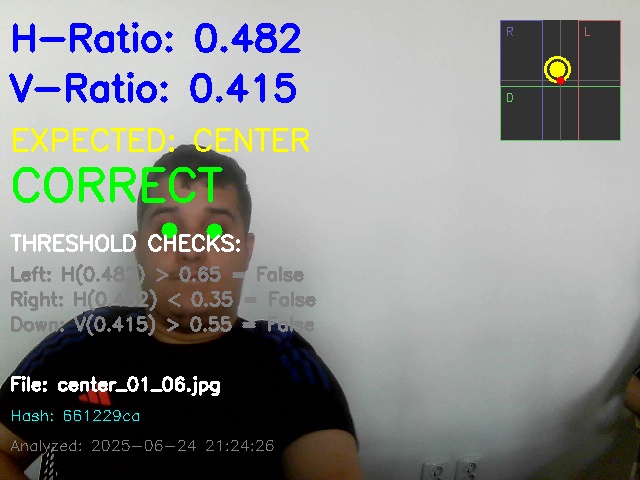 H-Ratio: 0.482
V-Ratio: 0.415
EXPECTED: CENTER
CORRECT
THRESHOLD CHECKS:
Left: H(0.482) > 0.65 = False
Right: H(0.482) < 0.35 = False
Down: V(0.415) > 0.55 = False
File: center_01_06.jpg
Hash: 661229ca
Analyzed: 2025-06-24 21:24:26
R L
D